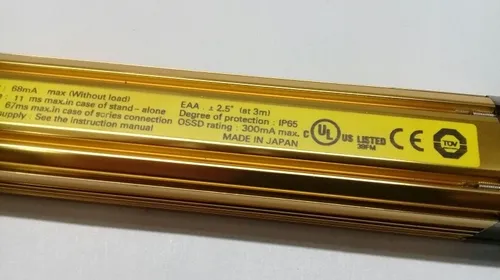 : 68mA max (Without load)
: 11 ms max.in case of stand-alone
67ms max.in case of series connection
supply : See the instruction manual
EAA : ± 2.5° (at 3m)
Degree of protection : IP65
OSSD rating : 300mA max.
MADE IN JAPAN
C UL US LISTED
CE
TÜV